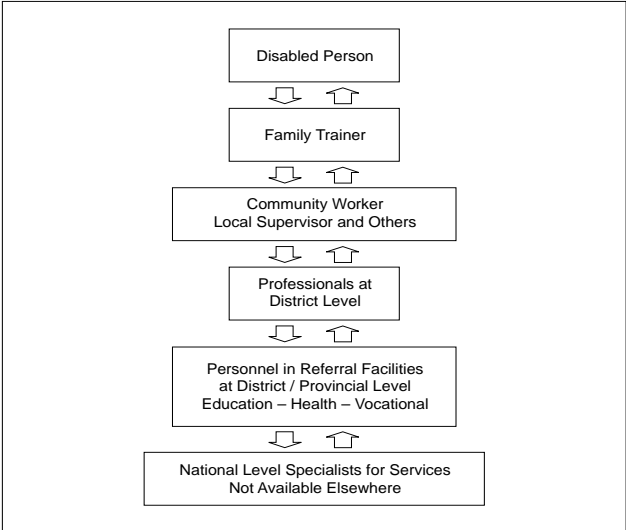 Disabled Person
Family Trainer
Community Worker
Local Supervisor and Others
Professionals at
District Level
Personnel in Referral Facilities
at District / Provincial Level
Education – Health – Vocational
National Level Specialists for Services
Not Available Elsewhere